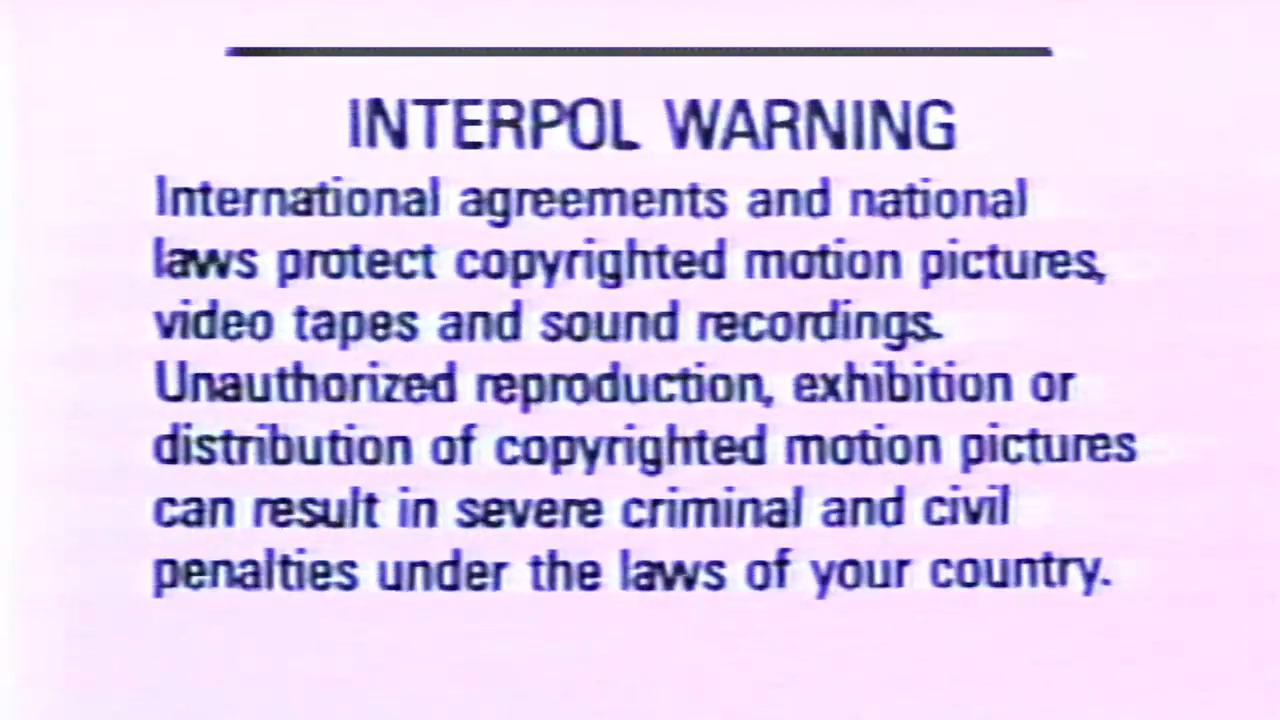 INTERPOL WARNING
International agreements and national
laws protect copyrighted motion pictures,
video tapes and sound recordings.
Unauthorized reproduction, exhibition or
distribution of copyrighted motion pictures
can result in severe criminal and civil
penalties under the laws of your country.